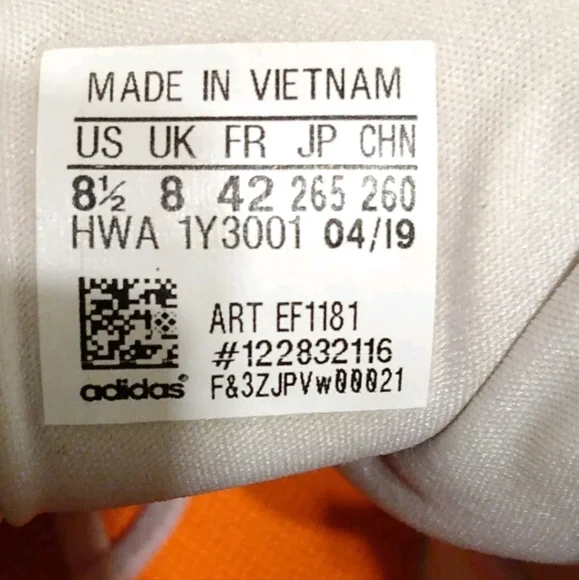 MADE IN VIETNAM
US UK FR JP CHN
8½ 8 42 265 260
HWA 1Y3001 04/19
ART EF1181
#122832116
adidas® F&3ZJPVw00021